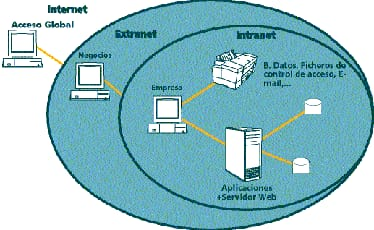 Internet
Acceso Global
Extranet
Negocios
Intranet
Empresa
B. Datos, Ficheros de
control de acceso, E-
mail,...
Aplicaciones
+Servidor Web